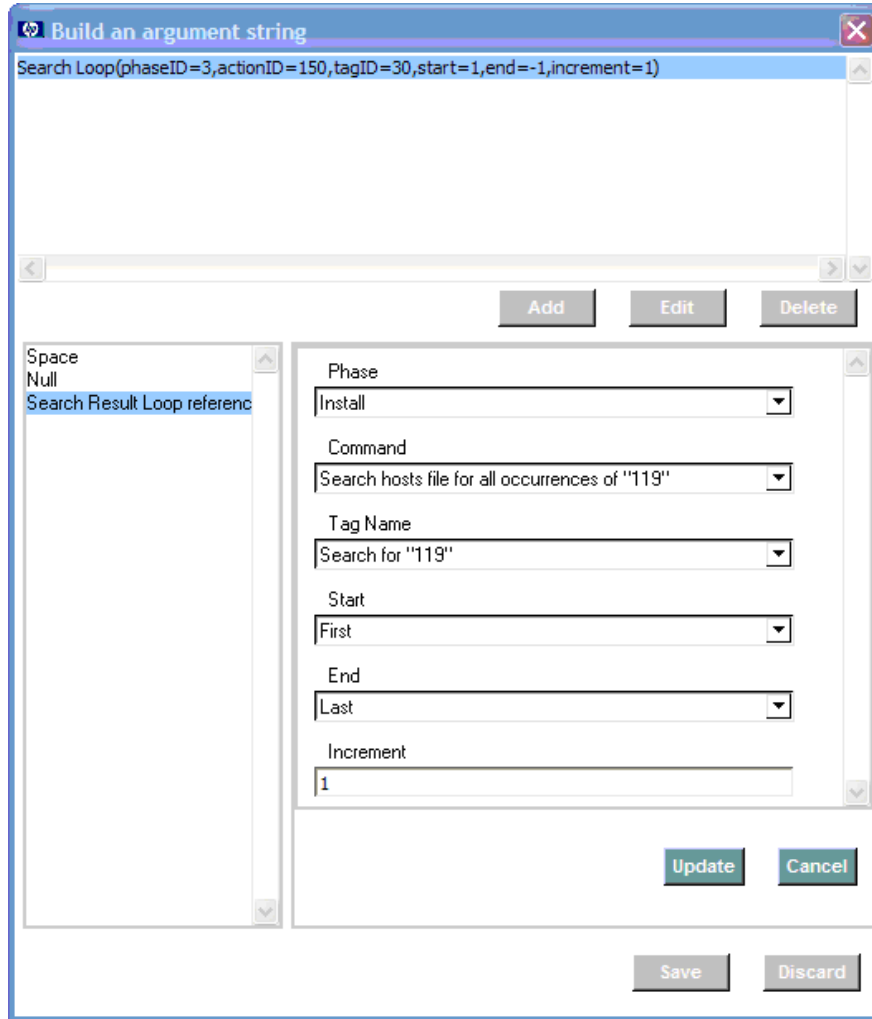 Build an argument string
Search Loop(phaseID=3,actionID=150,tagID=30,start=1,end=-1,increment=1)
Add Edit Delete
Space
Null
Search Result Loop referenc
Phase
Install
Command
Search hosts file for all occurrences of "119"
Tag Name
Search for "119"
Start
First
End
Last
Increment
1
Update Cancel
Save Discard